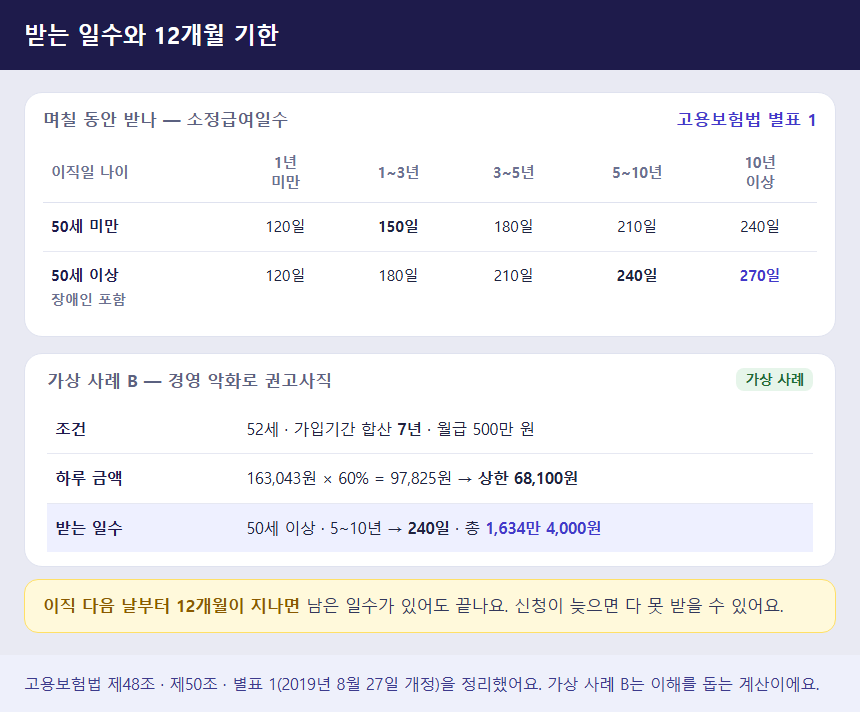 받는 일수와 12개월 기한
며칠 동안 받나 — 소정급여일수 고용보험법 별표 1
이직일 나이 1년 미만 1~3년 3~5년 5~10년 10년 이상
50세 미만 120일 150일 180일 210일 240일
50세 이상 120일 180일 210일 240일 270일
장애인 포함
가상 사례 B — 경영 악화로 권고사직 가상 사례
조건 52세 · 가입기간 합산 7년 · 월급 500만 원
하루 금액 163,043원 × 60% = 97,825원 → 상한 68,100원
받는 일수 50세 이상 · 5~10년 → 240일 · 총 1,634만 4,000원
이직 다음 날부터 12개월이 지나면 남은 일수가 있어도 끝나요. 신청이 늦으면 다 못 받을 수 있어요.
고용보험법 제48조 · 제50조 · 별표 1(2019년 8월 27일 개정)을 정리했어요. 가상 사례 B는 이해를 돕는 계산이에요.